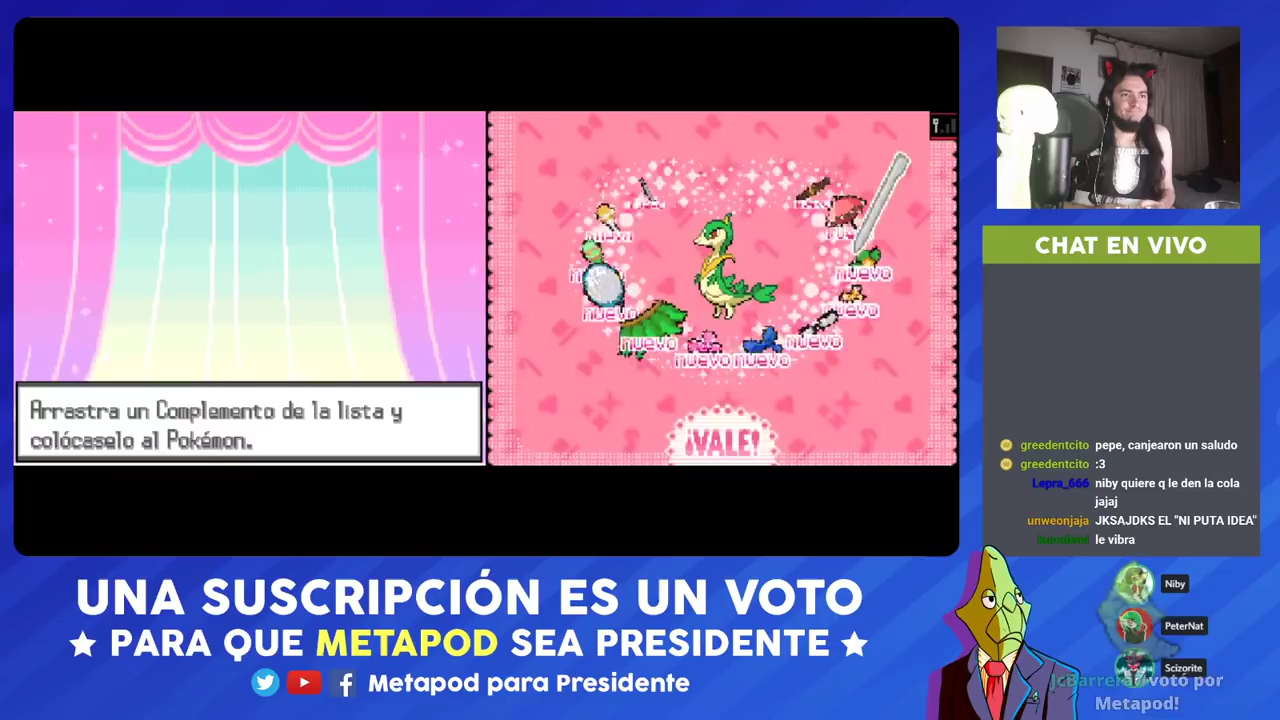 Arrastra un Complemento de la lista y
colócaselo al Pokémon.
nuevo
nuevo
nuevo
nuevo
nuevo
nuevo
nuevo
nuevo
¡VALE!
CHAT EN VIVO
greedentcito pepe, canjearon un saludo
greedentcito :3
Lepra_666 niby quiere q le den la cola
jajaj
unweonjaja JKSAJDKS EL "NI PUTA IDEA"
le vibra
UNA SUSCRIPCIÓN ES UN VOTO
PARA QUE METAPOD SEA PRESIDENTE
Metapod para Presidente
Niby
PeterNat
Scizorite
votó por
Metapod!